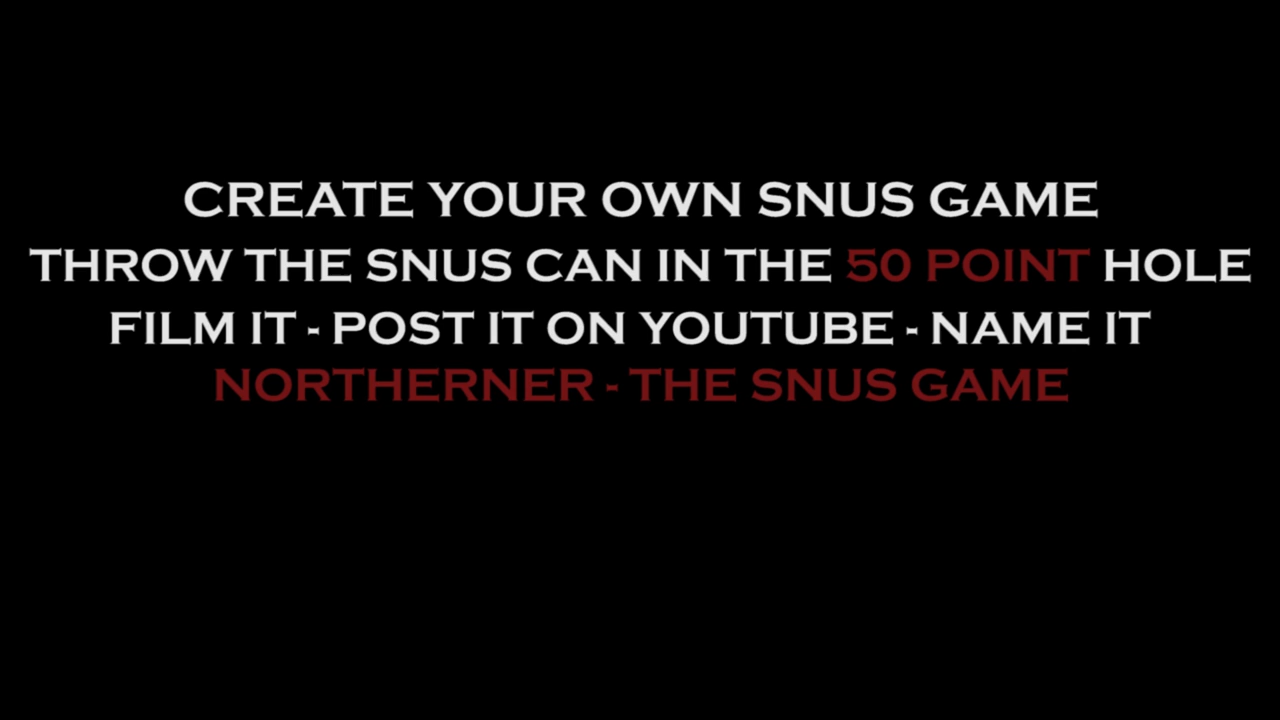 CREATE YOUR OWN SNUS GAME
THROW THE SNUS CAN IN THE 50 POINT HOLE
FILM IT - POST IT ON YOUTUBE - NAME IT
NORTHERNER - THE SNUS GAME